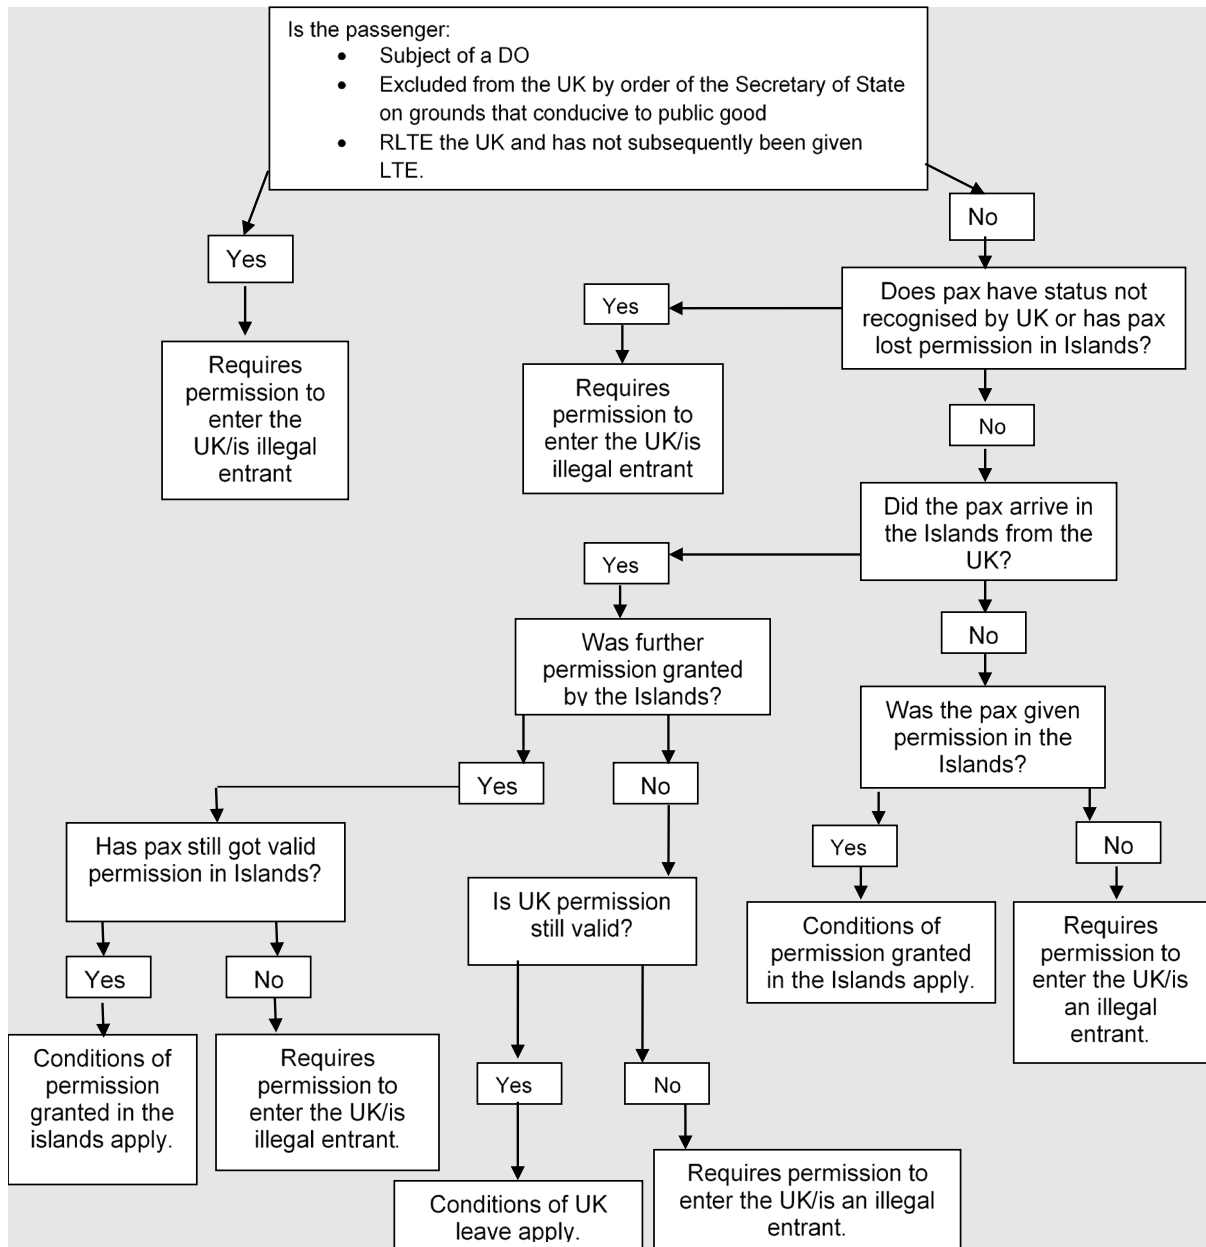 Is the passenger:
• Subject of a DO
• Excluded from the UK by order of the Secretary of State
on grounds that conducive to public good
• RLTE the UK and has not subsequently been given
LTE.
Yes
No
Requires
permission to
enter the
UK/is illegal
entrant
Does pax have status not
recognised by UK or has pax
lost permission in Islands?
Yes
Requires
permission to
enter the UK/is
illegal entrant
No
Did the pax arrive in
the Islands from the
UK?
Yes
No
Was further
permission granted
by the Islands?
Was the pax given
permission in the
Islands?
Yes
No
Yes
No
Has pax still got valid
permission in Islands?
Is UK permission
still valid?
Conditions of
permission granted
in the Islands apply.
Requires
permission to
enter the UK/is
an illegal
entrant.
Yes
No
Conditions of
permission
granted in the
islands apply.
Requires
permission to
enter the UK/is
illegal entrant.
Yes
No
Conditions of UK
leave apply.
Requires permission to
enter the UK/is an illegal
entrant.